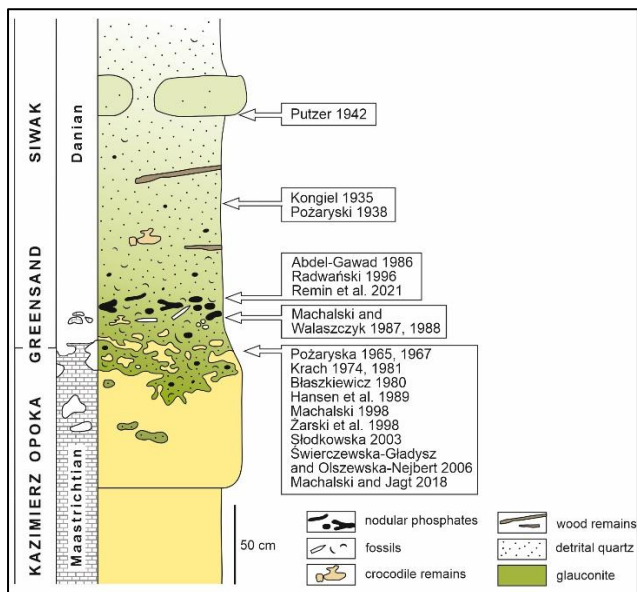 SIWAK
GREENSAND
KAZIMIERZ OPOKA
Danian
Maastrichtian
Putzer 1942
Kongiel 1935
Pożaryski 1938
Abdel-Gawad 1986
Radwański 1996
Remin et al. 2021
Machalski and
Walaszczyk 1987, 1988
Pożaryska 1965, 1967
Krach 1974, 1981
Błaszkiewicz 1980
Hansen et al. 1989
Machalski 1998
Żarski et al. 1998
Słodkowska 2003
Świerczewska-Gładysz
and Olszewska-Nejbert 2006
Machalski and Jagt 2018
50 cm
nodular phosphates
fossils
crocodile remains
wood remains
detrital quartz
glauconite